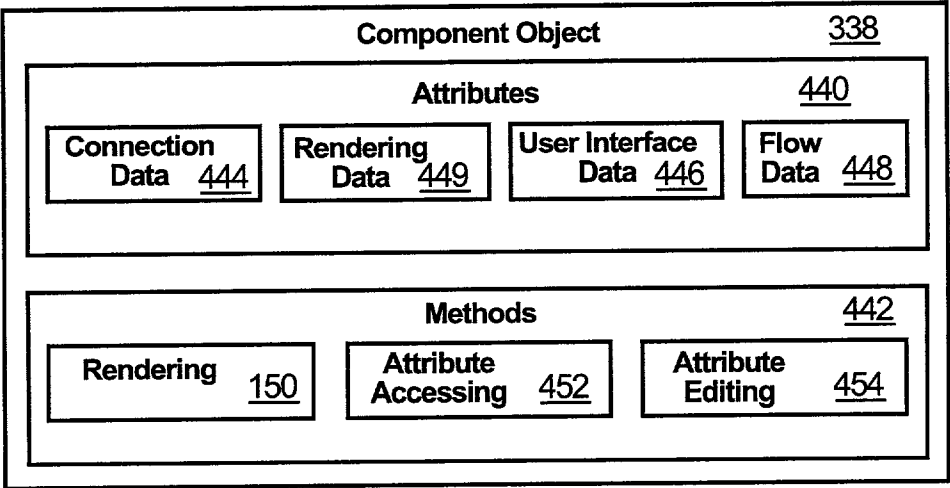 Component Object 338
Attributes 440
Connection
Data 444
Rendering
Data 449
User Interface
Data 446
Flow
Data 448
Methods 442
Rendering 150
Attribute
Accessing 452
Attribute
Editing 454